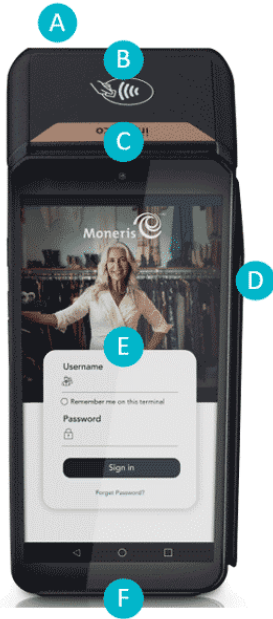 A
B
C
Moneris
D
E
Username
Remember me on this terminal
Password
Sign in
Forgot Password?
F